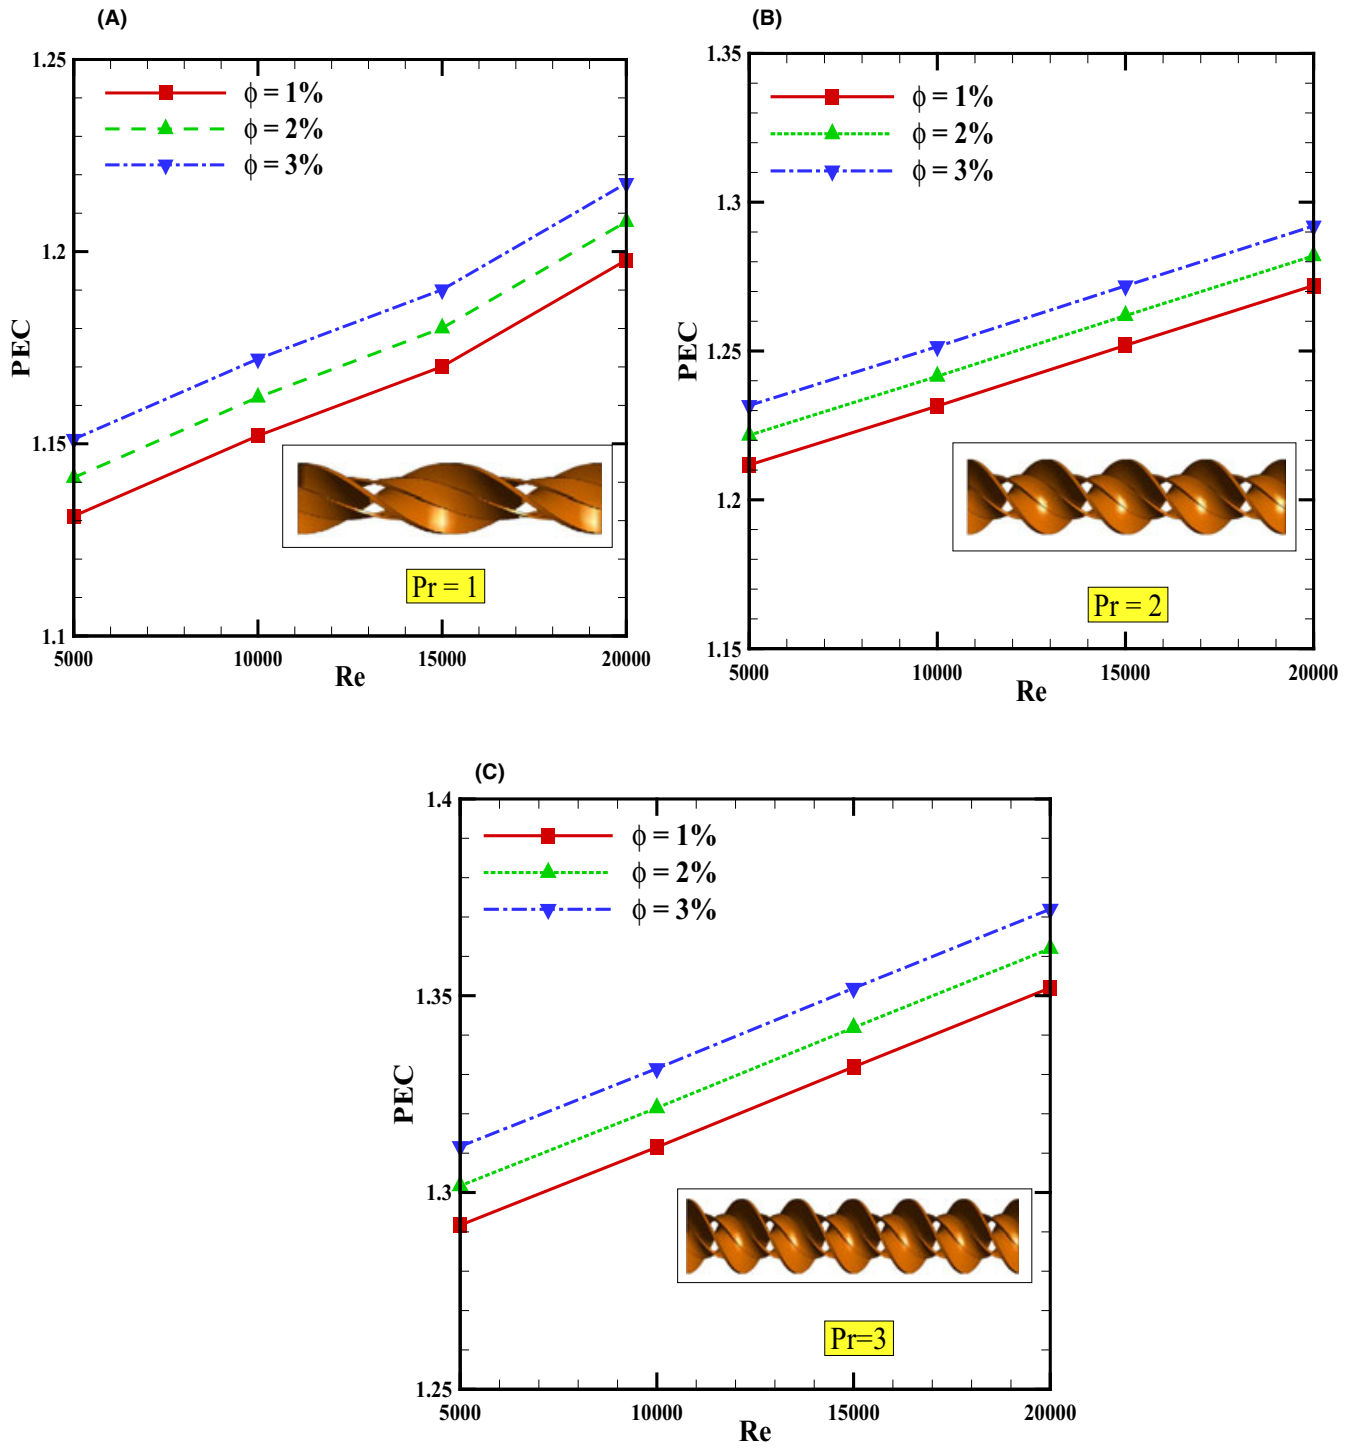 (A)
1.25
1.2
1.15
1.1
PEC
ϕ = 1%
ϕ = 2%
ϕ = 3%
Pr = 1
5000
10000
15000
20000
Re
(B)
1.35
1.3
1.25
1.2
1.15
PEC
ϕ = 1%
ϕ = 2%
ϕ = 3%
Pr = 2
5000
10000
15000
20000
Re
(C)
1.4
1.35
1.3
1.25
PEC
ϕ = 1%
ϕ = 2%
ϕ = 3%
Pr=3
5000
10000
15000
20000
Re